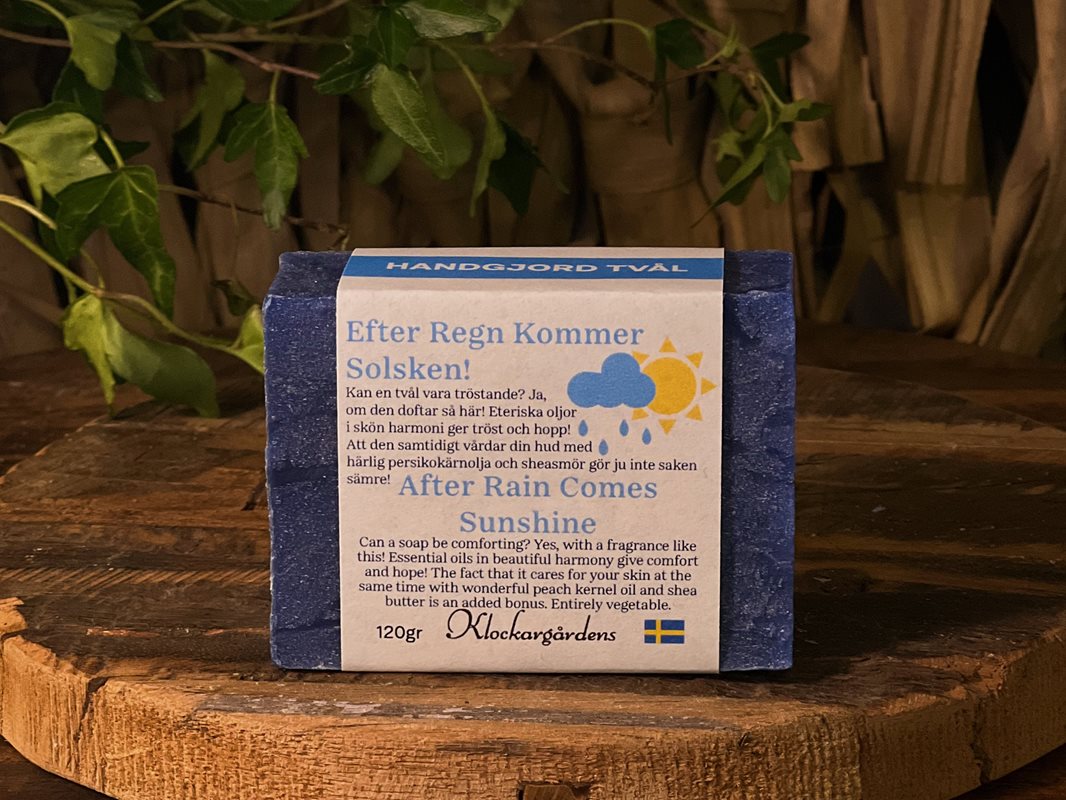 HANDGJORD TVÅL
Efter Regn Kommer
Solsken!
Kan en tvål vara tröstande? Ja,
om den doftar så här! Eteriska oljor
i skön harmoni ger tröst och hopp!
Att den samtidigt vårdar din hud med
härlig persikokärnolja och sheasmör gör ju inte saken
sämre!
After Rain Comes
Sunshine
Can a soap be comforting? Yes, with a fragrance like
this! Essential oils in beautiful harmony give comfort
and hope! The fact that it cares for your skin at the
same time with wonderful peach kernel oil and shea
butter is an added bonus. Entirely vegetable.
120gr Klockargårdens